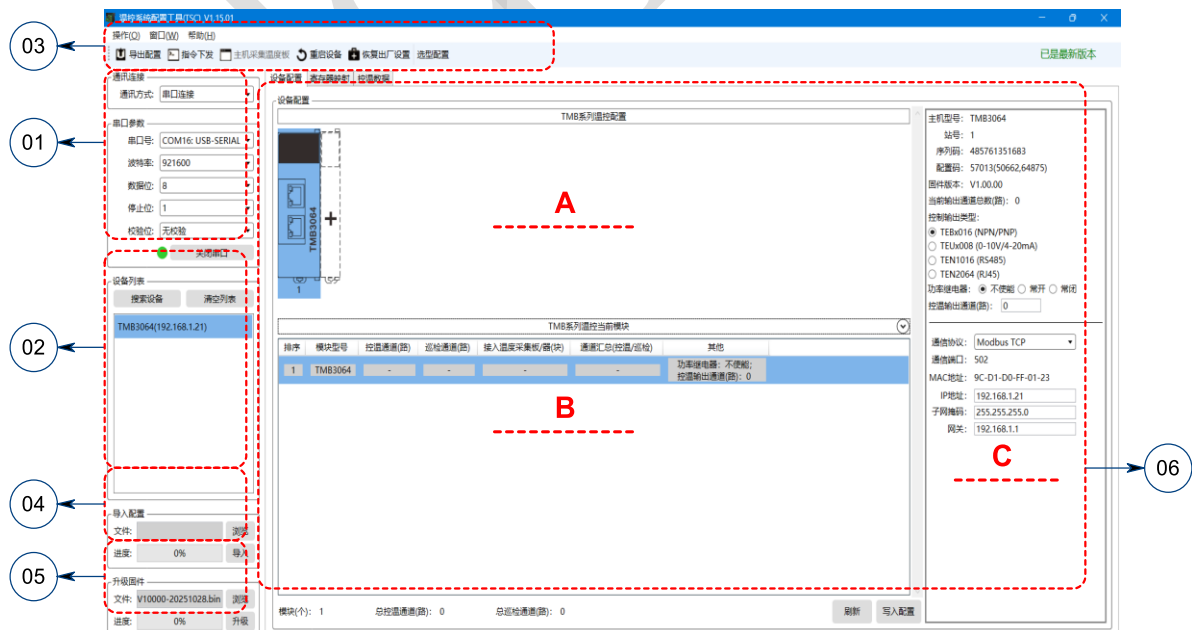 温控系统配置工具(TSC) V1.15.01
操作(O) 窗口(W) 帮助(H)
导出配置 指令下发 主机采集温度板 重启设备 恢复出厂设置 选型配置
已是最新版本
03
通讯连接
通讯方式: 串口连接
01
串口参数
串口号: COM16: USB-SERIAL
波特率: 921600
数据位: 8
停止位: 1
校验位: 无校验
关闭串口
02
设备列表
搜索设备 清空列表
TMB3064(192.168.1.21)
04
导入配置
文件: 浏览
进度: 0% 导入
05
升级固件
文件: V10000-20251028.bin 浏览
进度: 0% 升级
设备配置 寄存器映射 控温数据
设备配置
TMB系列温控配置
TMB3064
+
1
A
TMB系列温控当前模块
排序 模块型号 控温通道(路) 巡检通道(路) 接入温度采集板/器(块) 通道汇总(控温/巡检) 其他
1 TMB3064 - - - - 功率继电器: 不使能;
控温输出通道(路): 0
B
模块(个): 1 总控温通道(路): 0 总巡检通道(路): 0
刷新 写入配置
主机型号: TMB3064
站号: 1
序列码: 485761351683
配置码: 57013(50662,64875)
固件版本: V1.00.00
当前输出通道总数(路): 0
控制输出类型:
TEBx016 (NPN/PNP)
TEUx008 (0-10V/4-20mA)
TEN1016 (RS485)
TEN2064 (RJ45)
功率继电器: 不使能 常开 常闭
控温输出通道(路): 0
通信协议: Modbus TCP
通信端口: 502
MAC地址: 9C-D1-D0-FF-01-23
IP地址: 192.168.1.21
子网掩码: 255.255.255.0
网关: 192.168.1.1
C
06